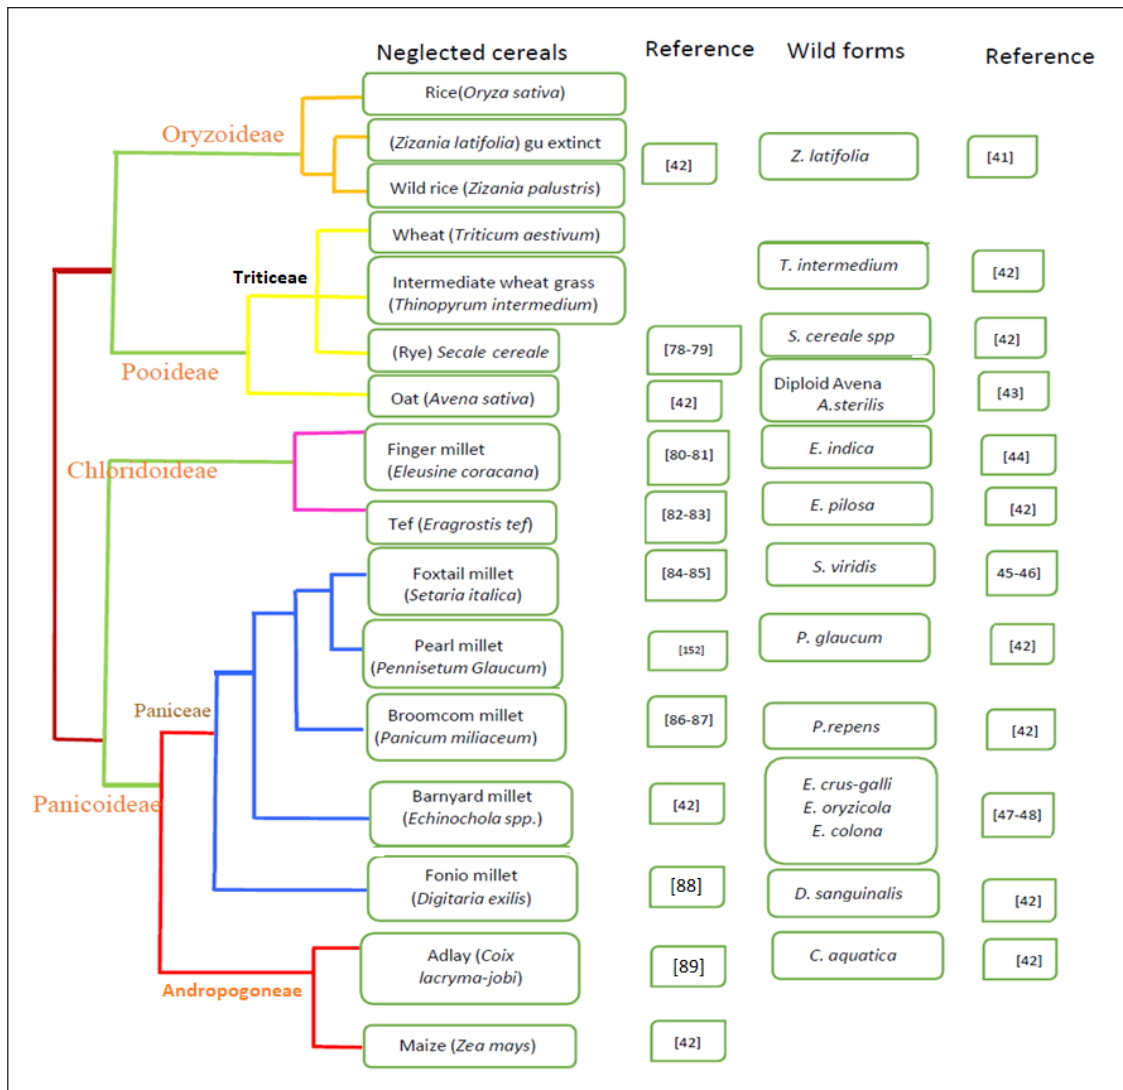 Neglected cereals Reference Wild forms Reference
Rice(Oryza sativa)
Oryzoideae
(Zizania latifolia) gu extinct
[42]
Z. latifolia
[41]
Wild rice (Zizania palustris)
Wheat (Triticum aestivum)
Triticeae
Intermediate wheat grass
(Thinopyrum intermedium)
T. intermedium
[42]
Pooideae
(Rye) Secale cereale
[78-79]
S. cereale spp
[42]
Oat (Avena sativa)
[42]
Diploid Avena
A.sterilis
[43]
Chloridoideae
Finger millet
(Eleusine coracana)
[80-81]
E. indica
[44]
Tef (Eragrostis tef)
[82-83]
E. pilosa
[42]
Foxtail millet
(Setaria italica)
[84-85]
S. viridis
45-46]
Pearl millet
(Pennisetum Glaucum)
[152]
P. glaucum
[42]
Paniceae
Broomcom millet
(Panicum miliaceum)
[86-87]
P.repens
[42]
Panicoideae
Barnyard millet
(Echinochola spp.)
[42]
E. crus-galli
E. oryzicola
E. colona
[47-48]
Fonio millet
(Digitaria exilis)
[88]
D. sanguinalis
[42]
Andropogoneae
Adlay (Coix
lacryma-jobi)
[89]
C. aquatica
[42]
Maize (Zea mays)
[42]